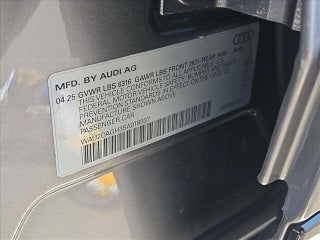 MFD. BY AUDI AG
04 25 GVWR LBS 6316 GAWR LBS FRONT 2921/REAR
THIS VEHICLE CONFORMS TO ALL APPLICABLE
FEDERAL MOTOR VEHICLE SAFETY, BUMPER,
AND THEFT PREVENTION STANDARDS IN EFFECT
ON THE DATE OF MANUFACTURE SHOWN ABOVE.
PASSENGER CAR
Audi